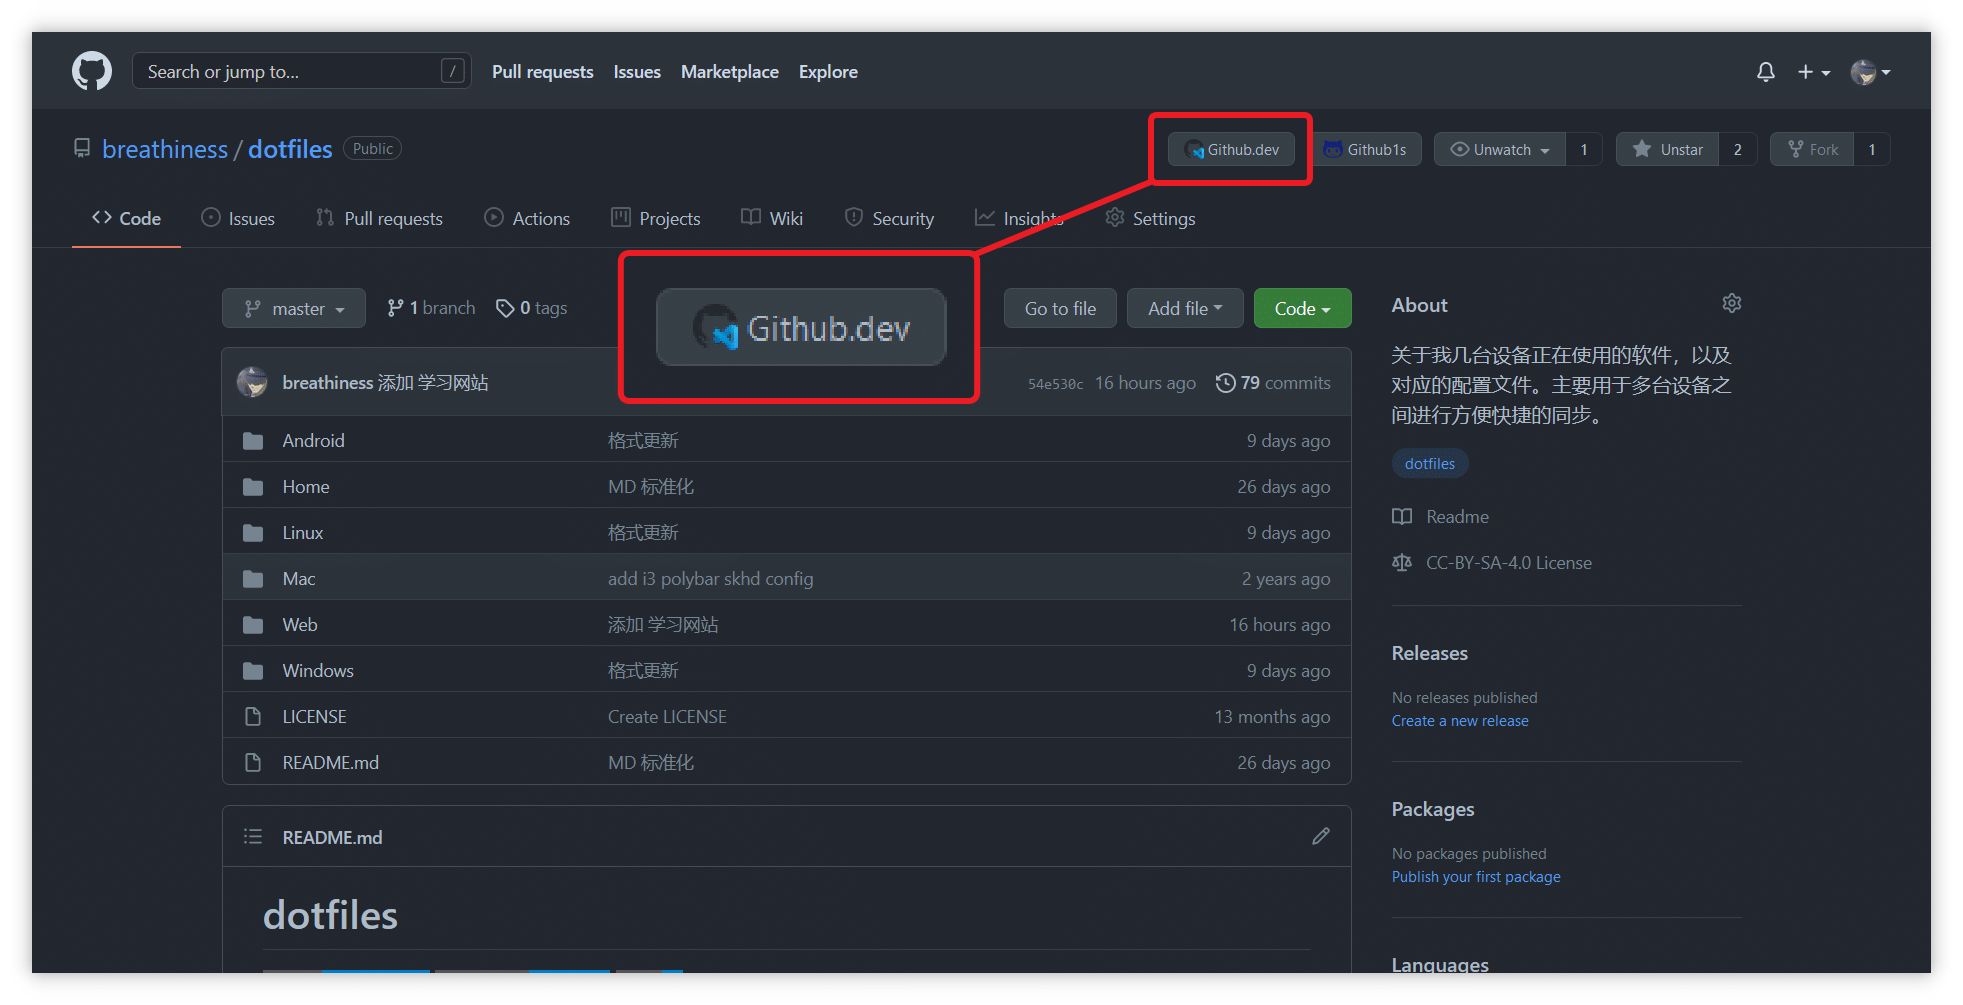 Search or jump to... / Pull requests Issues Marketplace Explore
breathiness / dotfiles Public Github.dev Github1s Unwatch 1 Unstar 2 Fork 1
Code Issues Pull requests Actions Projects Wiki Security Insights Settings
master 1 branch 0 tags Github.dev Go to file Add file Code
breathiness 添加 学习网站 54e530c 16 hours ago 79 commits
Android 格式更新 9 days ago
Home MD 标准化 26 days ago
Linux 格式更新 9 days ago
Mac add i3 polybar skhd config 2 years ago
Web 添加 学习网站 16 hours ago
Windows 格式更新 9 days ago
LICENSE Create LICENSE 13 months ago
README.md MD 标准化 26 days ago
README.md
dotfiles
About
关于我几台设备正在使用的软件，以及
对应的配置文件。主要用于多台设备之
间进行方便快捷的同步。
dotfiles
Readme
CC-BY-SA-4.0 License
Releases
No releases published
Create a new release
Packages
No packages published
Publish your first package
Languages